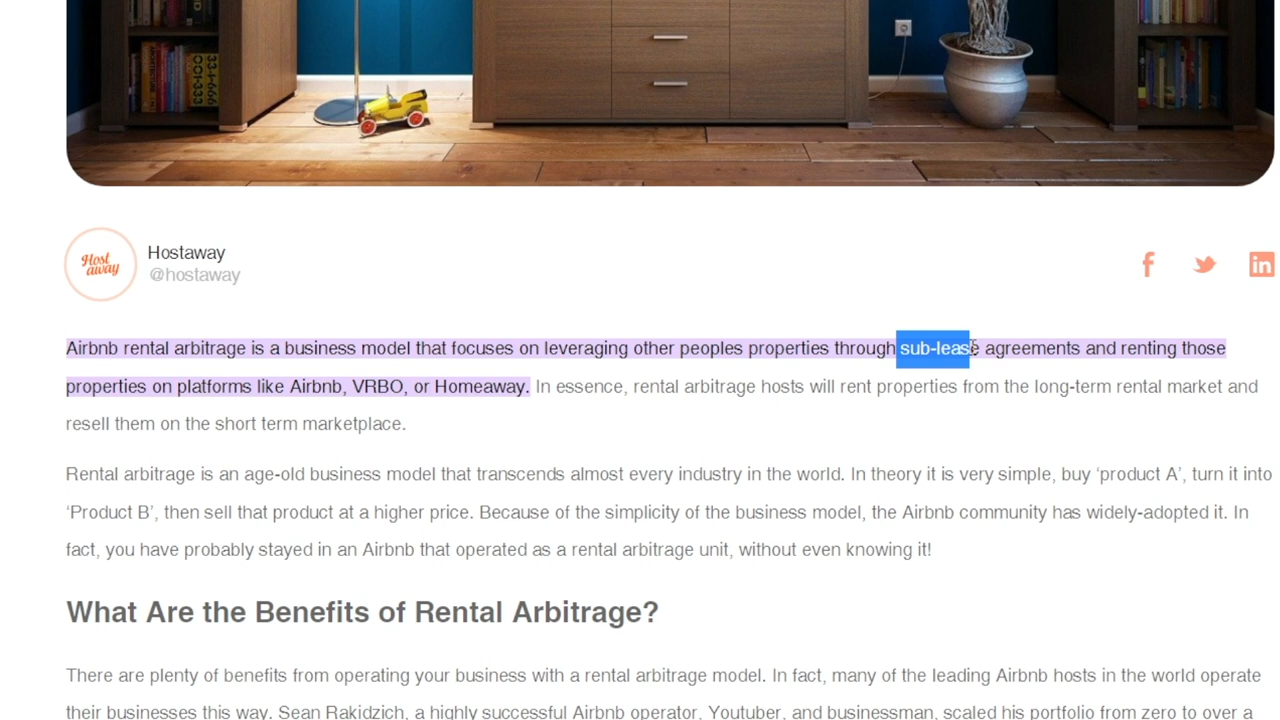 Host
away
Hostaway
@hostaway
Airbnb rental arbitrage is a business model that focuses on leveraging other peoples properties through sub-lease agreements and renting those
properties on platforms like Airbnb, VRBO, or Homeaway. In essence, rental arbitrage hosts will rent properties from the long-term rental market and
resell them on the short term marketplace.
Rental arbitrage is an age-old business model that transcends almost every industry in the world. In theory it is very simple, buy ‘product A’, turn it into
‘Product B’, then sell that product at a higher price. Because of the simplicity of the business model, the Airbnb community has widely-adopted it. In
fact, you have probably stayed in an Airbnb that operated as a rental arbitrage unit, without even knowing it!
What Are the Benefits of Rental Arbitrage?
There are plenty of benefits from operating your business with a rental arbitrage model. In fact, many of the leading Airbnb hosts in the world operate
their businesses this way. Sean Rakidzich, a highly successful Airbnb operator, Youtuber, and businessman, scaled his portfolio from zero to over a